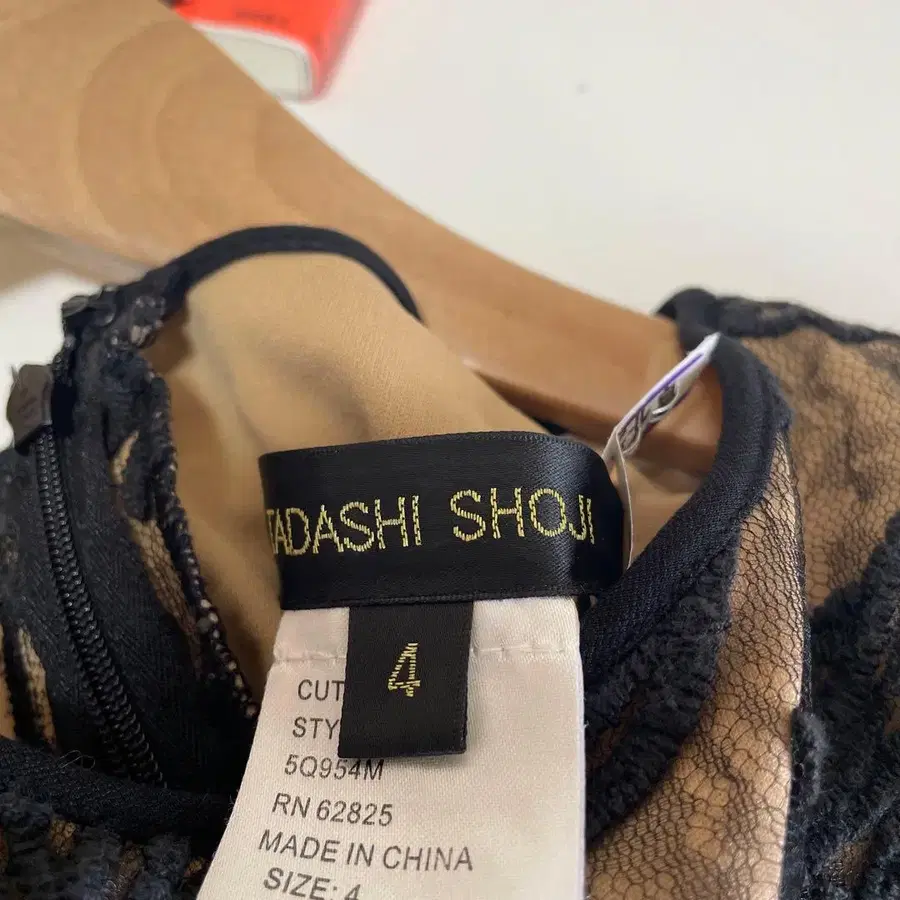 TADASHI SHOJI
4
CUT
STY
5Q954M
RN 62825
MADE IN CHINA
SIZE: 4